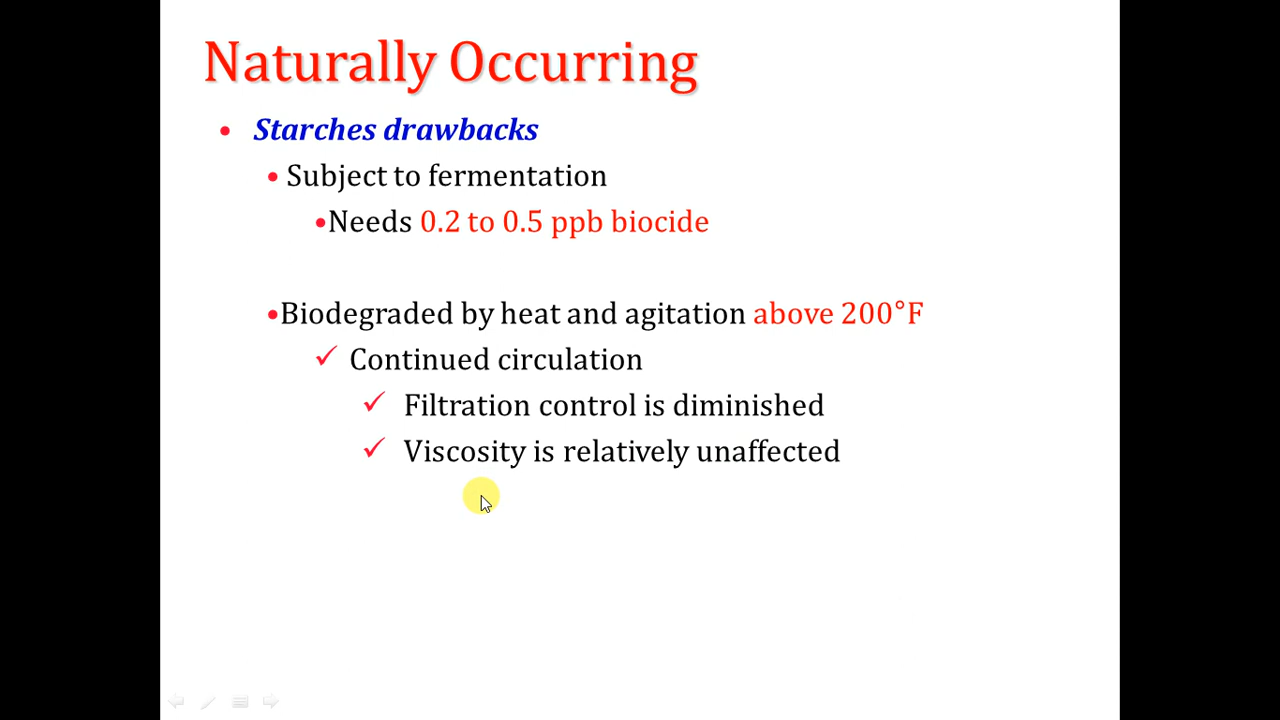 Naturally Occurring
• Starches drawbacks
• Subject to fermentation
•Needs 0.2 to 0.5 ppb biocide
•Biodegraded by heat and agitation above 200°F
✓ Continued circulation
✓ Filtration control is diminished
✓ Viscosity is relatively unaffected